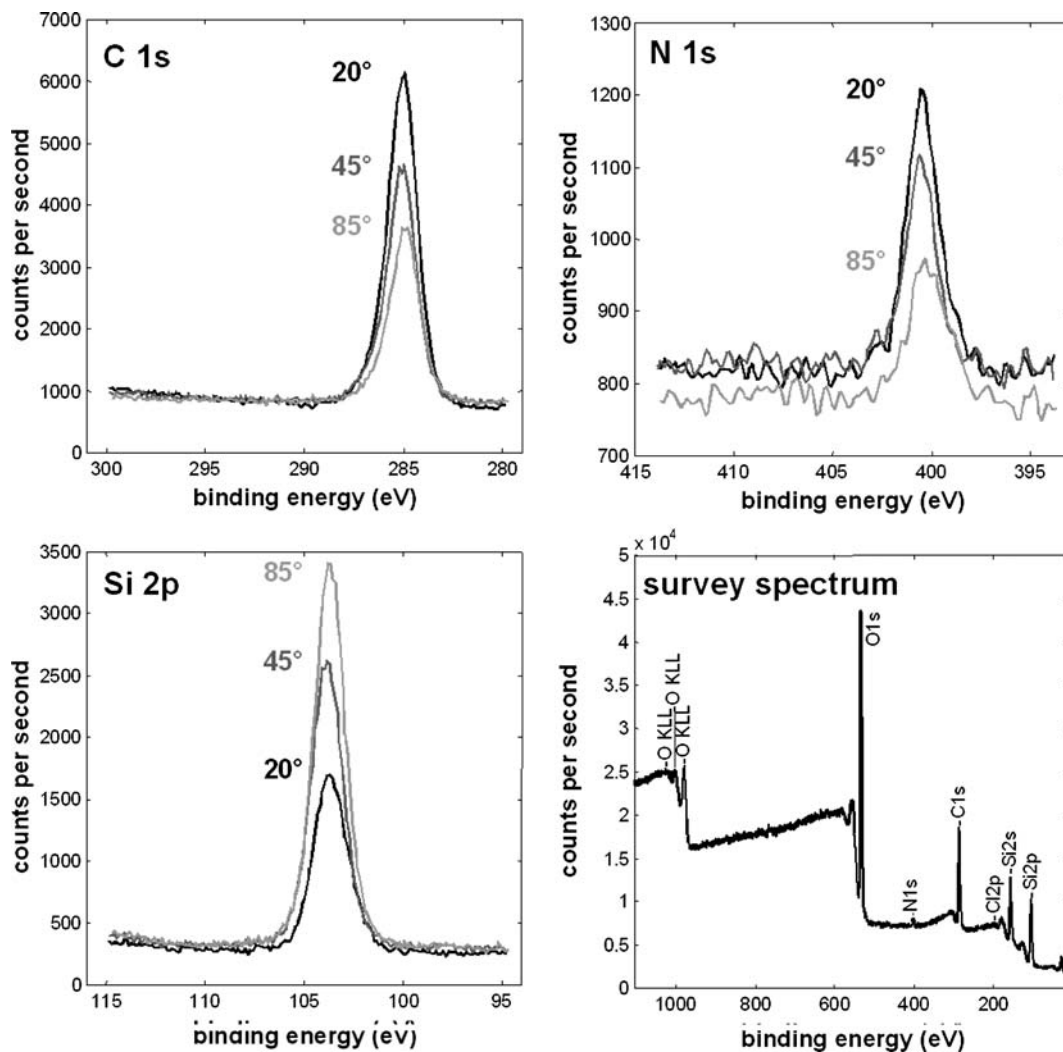 C 1s
20°
45°
85°
7000
6000
5000
4000
3000
2000
1000
0
counts per second
300 295 290 285 280
binding energy (eV)
N 1s
20°
45°
85°
1300
1200
1100
1000
900
800
700
counts per second
415 410 405 400 395
binding energy (eV)
Si 2p
85°
45°
20°
3500
3000
2500
2000
1500
1000
500
0
counts per second
115 110 105 100 95
binding energy (eV)
x 10⁴
survey spectrum
5
4.5
4
3.5
3
2.5
2
1.5
1
0.5
0
counts per second
O KLL
O KLL
O KLL
O1s
N1s
C1s
Cl2p
Si2s
Si2p
1000 800 600 400 200
binding energy (eV)